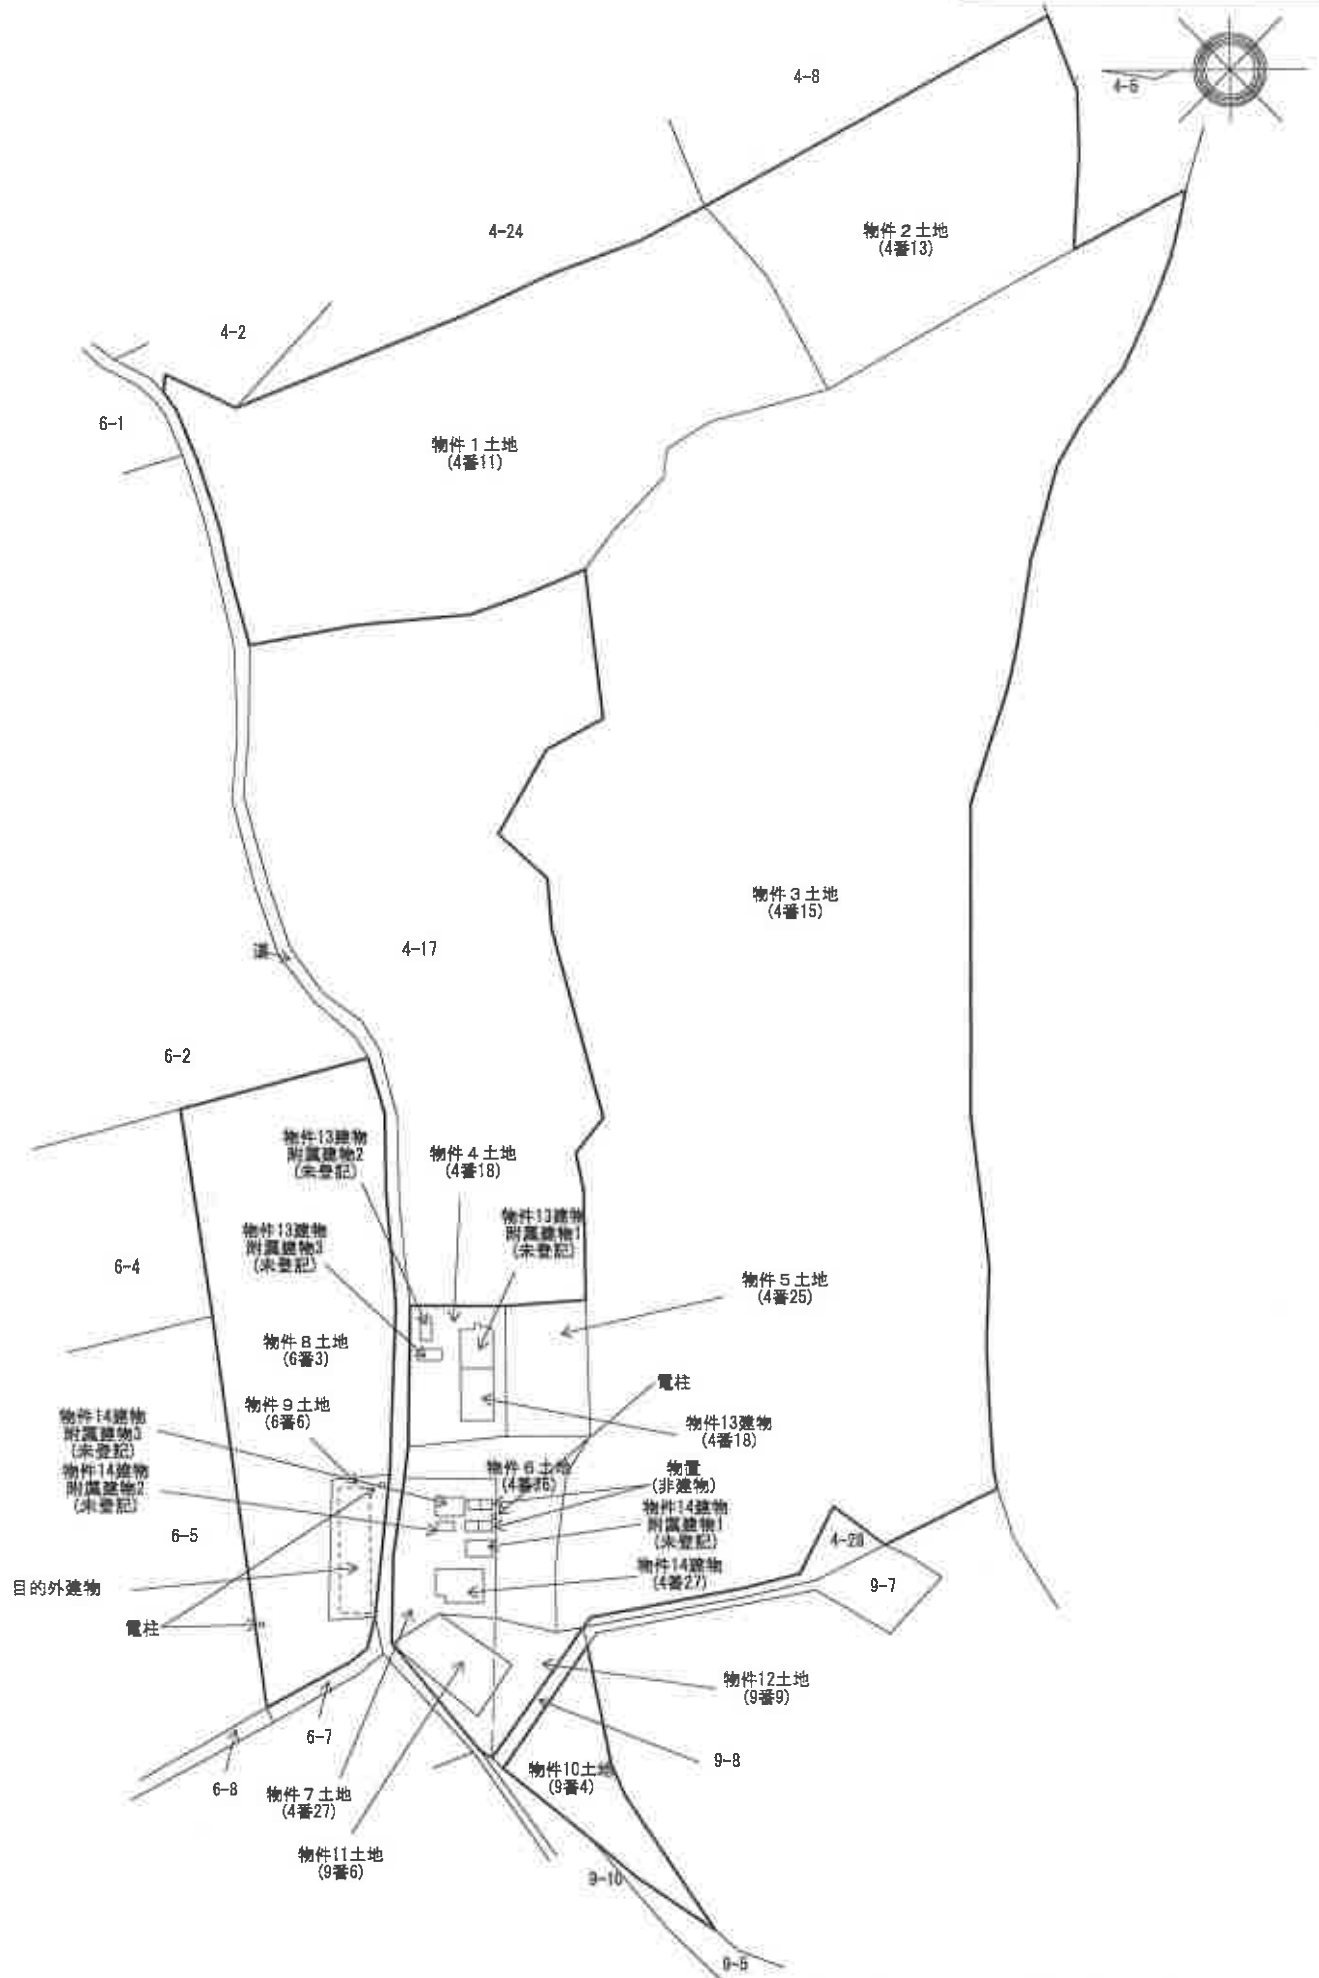 4-8
4-6
4-24
物件2土地
(4番13)
4-2
6-1
物件1土地
(4番11)
物件3土地
(4番15)
4-17
道
6-2
物件13建物
附属建物2
(未登記)
物件4土地
(4番18)
物件13建物
附属建物1
(未登記)
物件13建物
附属建物3
(未登記)
6-4
物件5土地
(4番25)
物件8土地
(6番3)
電柱
物件9土地
(6番6)
物件14建物
附属建物3
(未登記)
物件13建物
(4番18)
物件14建物
附属建物2
(未登記)
物件6土地
物置
(非建物)
物件14建物
附属建物1
(未登記)
6-5
4-28
物件14建物
(4番27)
9-7
目的外建物
電柱
物件12土地
(9番9)
6-7
9-8
6-8
物件10土地
(9番4)
物件7土地
(4番27)
物件11土地
(9番6)
9-10
9-5